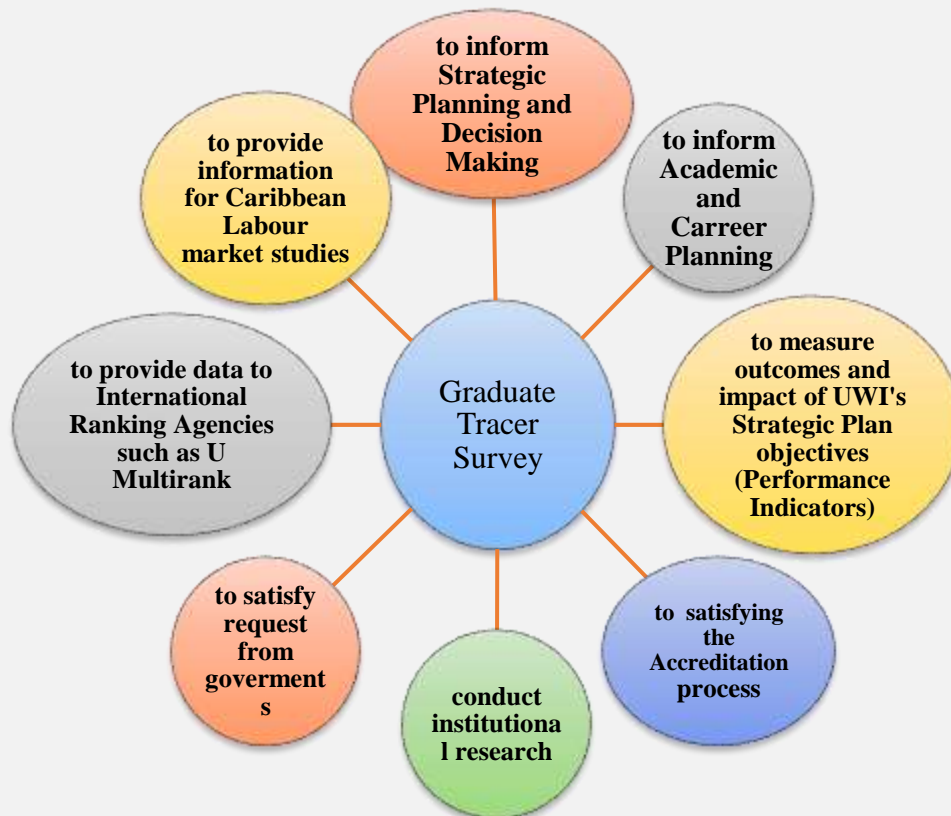 to inform
Strategic
Planning and
Decision
Making
to inform
Academic
and
Carreer
Planning
to measure
outcomes and
impact of UWI's
Strategic Plan
objectives
(Performance
Indicators)
to satisfying
the
Accreditation
process
conduct
institutiona
l research
to satisfy
request
from
goverment
s
to provide data to
International
Ranking Agencies
such as U
Multirank
to provide
information
for Caribbean
Labour
market studies
Graduate
Tracer
Survey